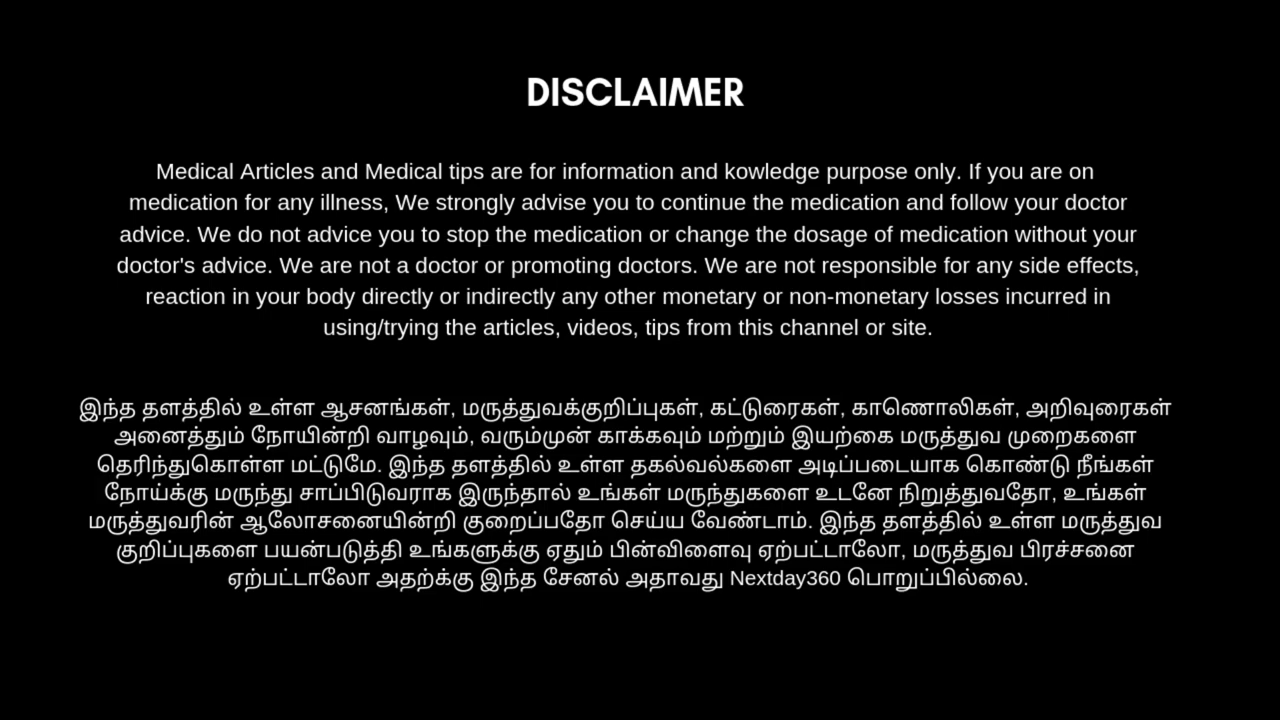 DISCLAIMER
Medical Articles and Medical tips are for information and kowledge purpose only. If you are on
medication for any illness, We strongly advise you to continue the medication and follow your doctor
advice. We do not advice you to stop the medication or change the dosage of medication without your
doctor's advice. We are not a doctor or promoting doctors. We are not responsible for any side effects,
reaction in your body directly or indirectly any other monetary or non-monetary losses incurred in
using/trying the articles, videos, tips from this channel or site.
இந்த தளத்தில் உள்ள ஆசனங்கள், மருத்துவக்குறிப்புகள், கட்டுரைகள், காணொலிகள், அறிவுரைகள்
அனைத்தும் நோயின்றி வாழவும், வரும்முன் காக்கவும் மற்றும் இயற்கை மருத்துவ முறைகளை
தெரிந்துகொள்ள மட்டுமே. இந்த தளத்தில் உள்ள தகல்வல்களை அடிப்படையாக கொண்டு நீங்கள்
நோய்க்கு மருந்து சாப்பிடுவராக இருந்தால் உங்கள் மருந்துகளை உடனே நிறுத்துவதோ, உங்கள்
மருத்துவரின் ஆலோசனையின்றி குறைப்பதோ செய்ய வேண்டாம். இந்த தளத்தில் உள்ள மருத்துவ
குறிப்புகளை பயன்படுத்தி உங்களுக்கு ஏதும் பின்விளைவு ஏற்பட்டாலோ, மருத்துவ பிரச்சனை
ஏற்பட்டாலோ அதற்க்கு இந்த சேனல் அதாவது Nextday360 பொறுப்பில்லை.